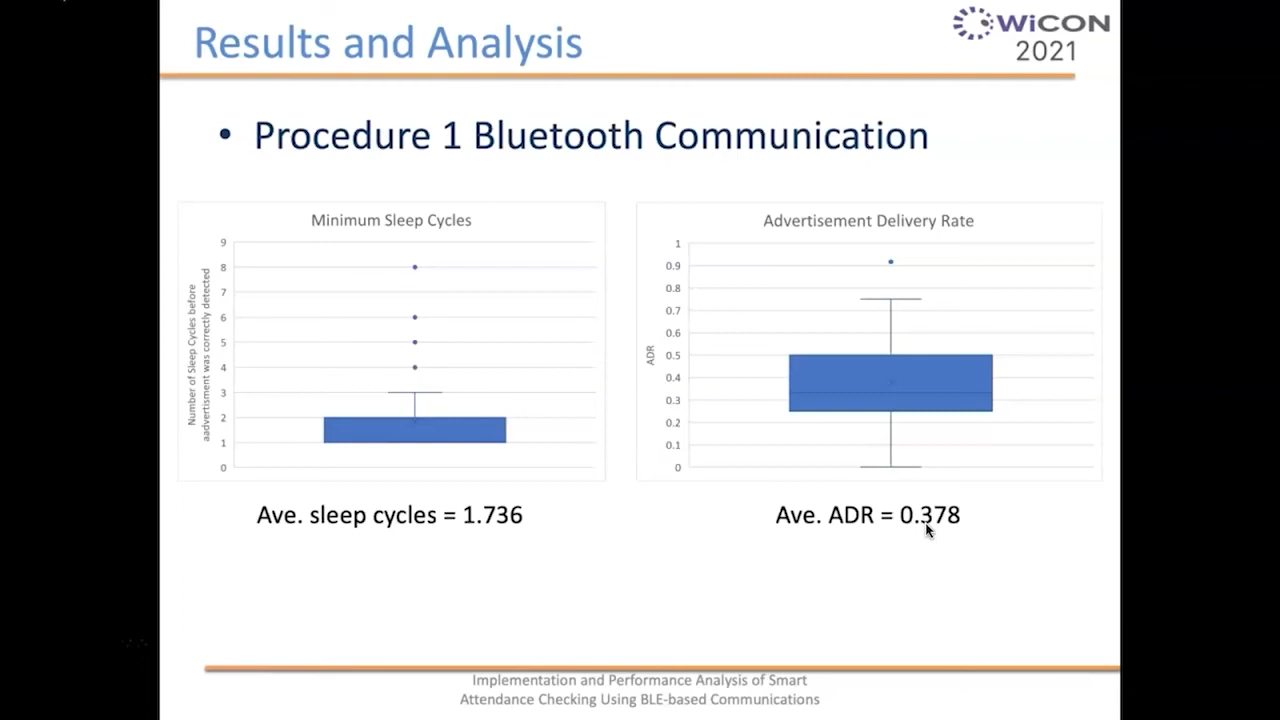 Results and Analysis
WiCON
2021
• Procedure 1 Bluetooth Communication
Minimum Sleep Cycles
Number of Sleep Cycles before
aadvertisment was correctly detected
9
8
7
6
5
4
3
2
1
0
Ave. sleep cycles = 1.736
Advertisement Delivery Rate
ADR
1
0.9
0.8
0.7
0.6
0.5
0.4
0.3
0.2
0.1
0
Ave. ADR = 0.378
Implementation and Performance Analysis of Smart
Attendance Checking Using BLE-based Communications